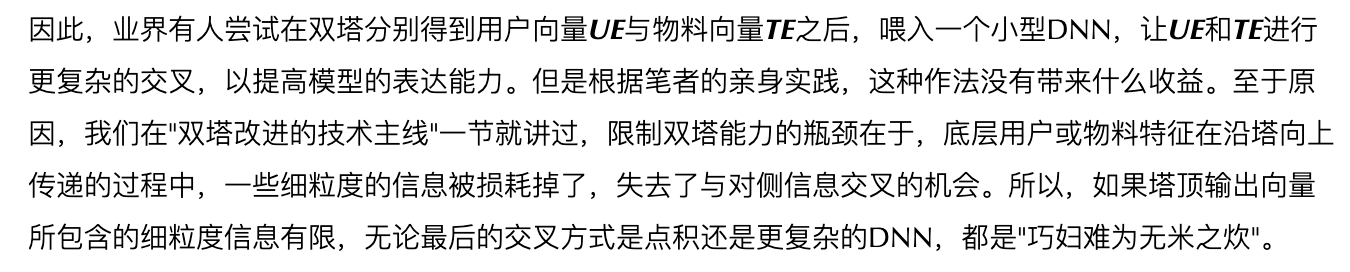 因此，业界有人尝试在双塔分别得到用户向量UE与物料向量TE之后，喂入一个小型DNN，让UE和TE进行
更复杂的交叉，以提高模型的表达能力。但是根据笔者的亲身实践，这种作法没有带来什么收益。至于原
因，我们在"双塔改进的技术主线"一节就讲过，限制双塔能力的瓶颈在于，底层用户或物料特征在沿塔向上
传递的过程中，一些细粒度的信息被损耗掉了，失去了与对侧信息交叉的机会。所以，如果塔顶输出向量
所包含的细粒度信息有限，无论最后的交叉方式是点积还是更复杂的DNN，都是"巧妇难为无米之炊"。